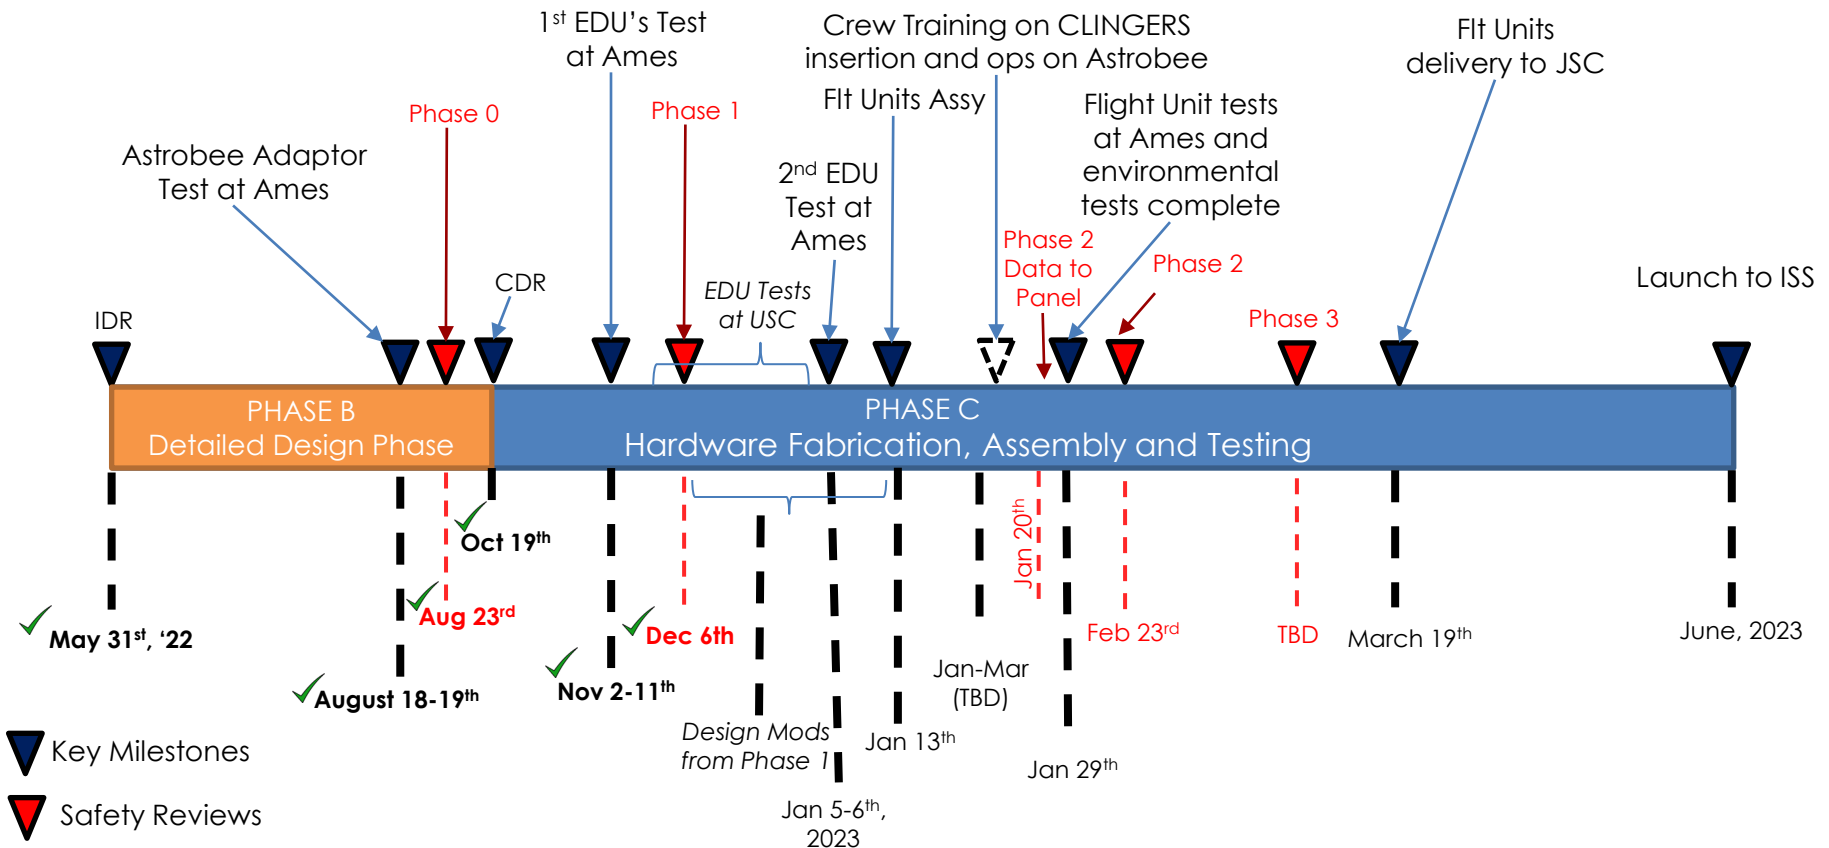 1st EDU's Test
at Ames
Crew Training on CLINGERS
insertion and ops on Astrobee
Flt Units
delivery to JSC
Phase 0
Phase 1
Flt Units Assy
Flight Unit tests
at Ames and
environmental
tests complete
Astrobee Adaptor
Test at Ames
2nd EDU
Test at
Ames
Phase 2
Data to
Panel
Phase 2
Launch to ISS
CDR
EDU Tests
at USC
IDR
Phase 3
PHASE B
Detailed Design Phase
PHASE C
Hardware Fabrication, Assembly and Testing
Oct 19th
Jan 20th
Aug 23rd
May 31st, ‘22
Dec 6th
Feb 23rd
TBD
March 19th
June, 2023
August 18-19th
Nov 2-11th
Jan-Mar
(TBD)
Design Mods
from Phase 1
Jan 13th
Jan 29th
Jan 5-6th,
2023
Key Milestones
Safety Reviews